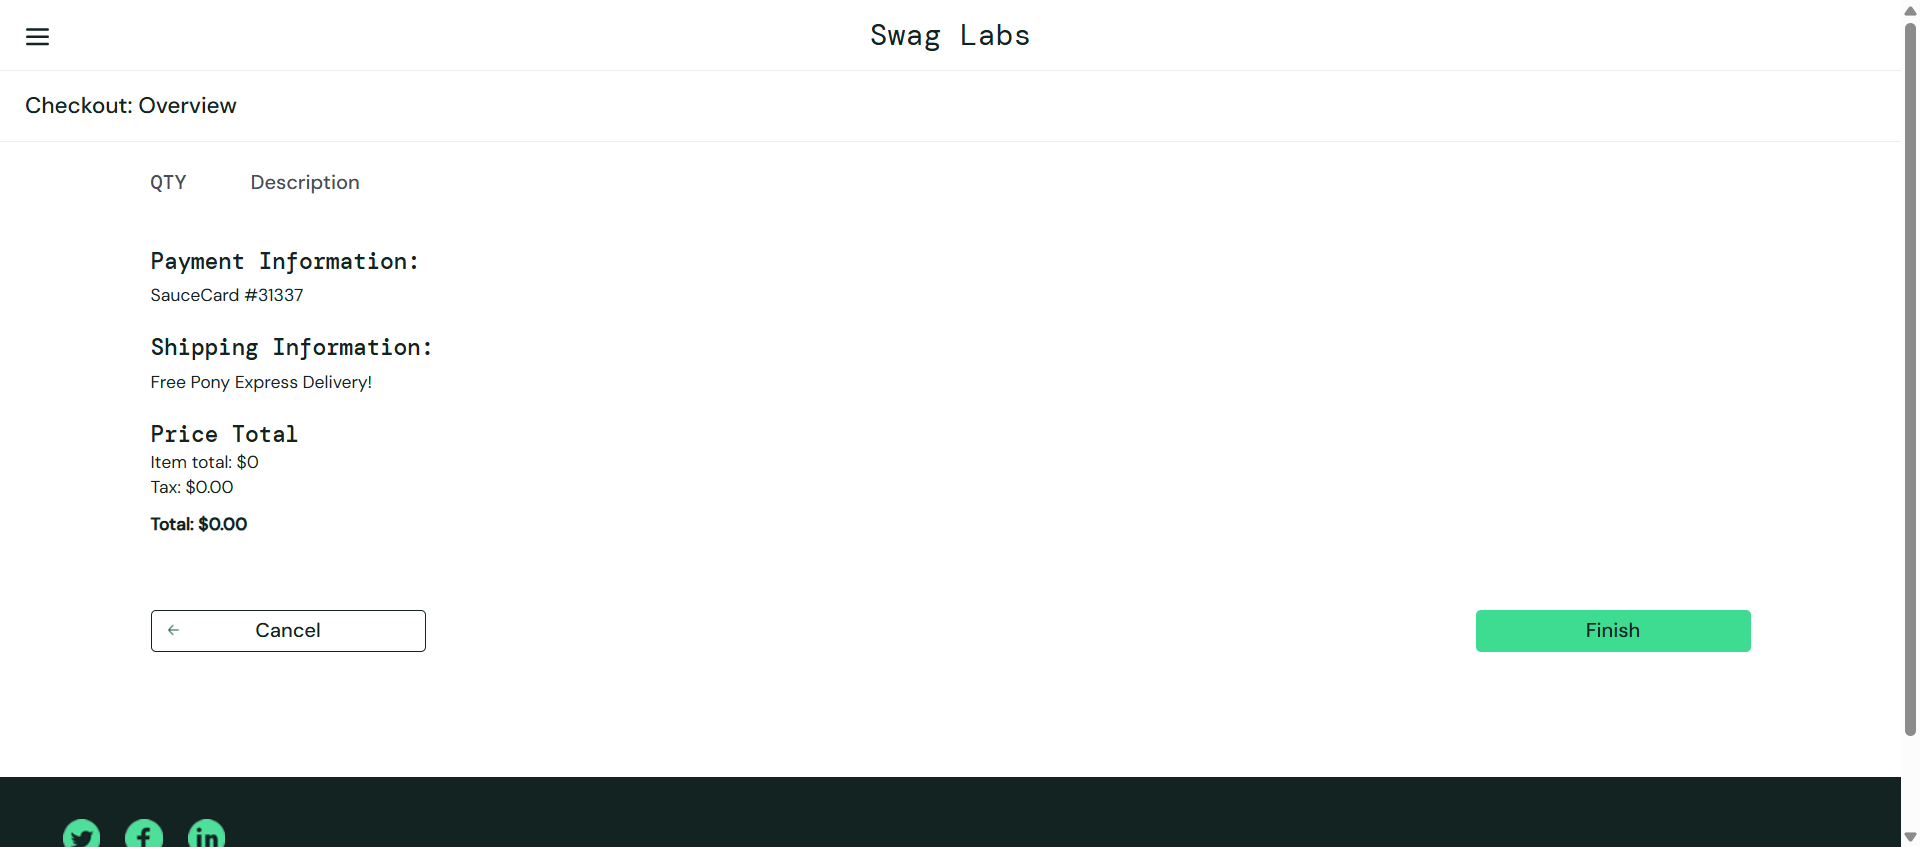 Swag Labs
Checkout: Overview
QTY Description
Payment Information:
SauceCard #31337
Shipping Information:
Free Pony Express Delivery!
Price Total
Item total: $0
Tax: $0.00
Total: $0.00
Cancel Finish